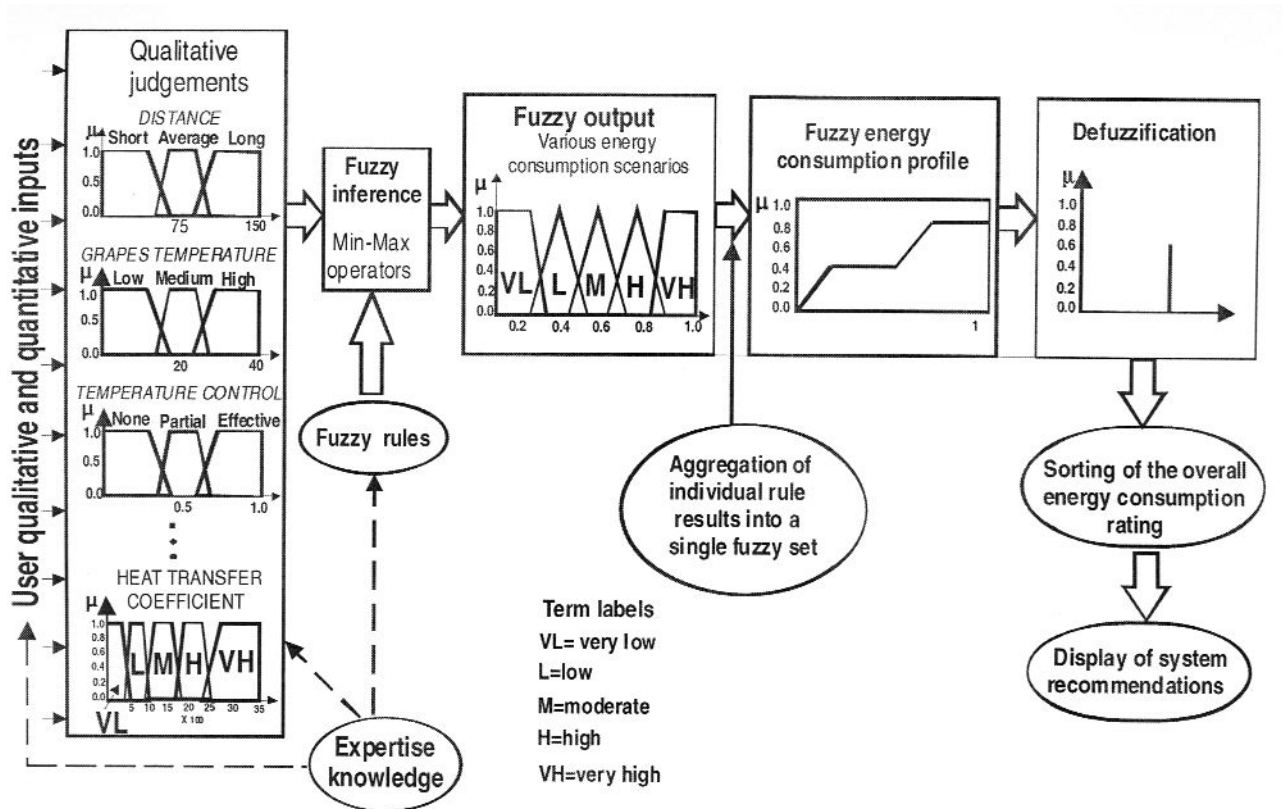 User qualitative and quantitative inputs
Qualitative
judgements
DISTANCE
μ
Short Average Long
1.0
0.5
0.0
75 150
GRAPES TEMPERATURE
μ
Low Medium High
1.0
0.5
0.0
20 40
TEMPERATURE CONTROL
μ
None Partial Effective
1.0
0.5
0.0
0.5 1.0
HEAT TRANSFER
COEFFICIENT
μ
1.0
0.8
0.6
0.4
0.2
0.0
L M H VH
5 10 15 20 25 30 35
X 100
VL
Fuzzy
inference
Min-Max
operators
Fuzzy rules
Expertise
knowledge
Fuzzy output
Various energy
consumption scenarios
μ
1.0
0.8
0.6
0.4
0.2
0.0
VL L M H VH
0.2 0.4 0.6 0.8 1.0
Aggregation of
individual rule
results into a
single fuzzy set
Term labels
VL= very low
L=low
M=moderate
H=high
VH=very high
Fuzzy energy
consumption profile
μ
1.0
0.8
0.6
0.4
0.2
0.0
1
Defuzzification
μ
1.0
0.8
0.6
0.4
0.2
0.0
Sorting of the overall
energy consumption
rating
Display of system
recommendations